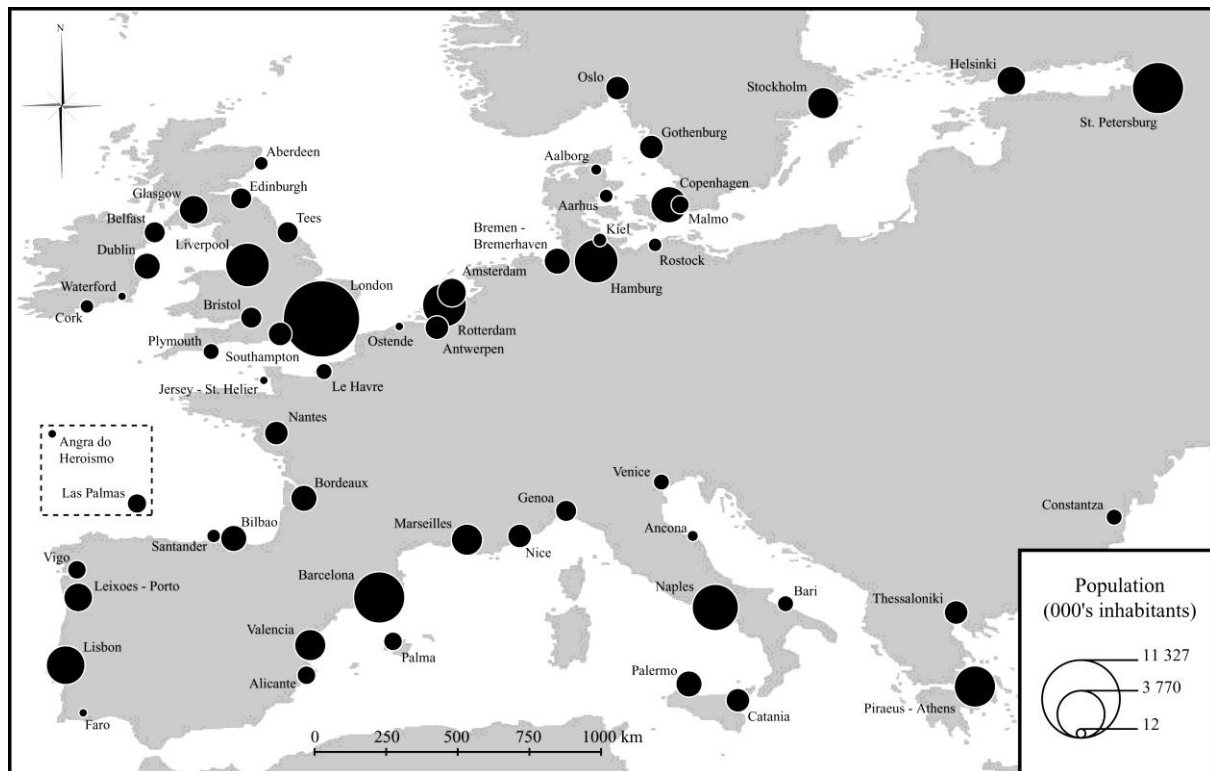 N
Oslo
Stockholm
Helsinki
St. Petersburg
Gothenburg
Aberdeen
Aalborg
Edinburgh
Glasgow
Copenhagen
Aarhus
Malmo
Belfast
Tees
Bremen -
Bremerhaven
Kiel
Dublin
Liverpool
Rostock
Amsterdam
Waterford
London
Hamburg
Cork
Bristol
Ostende
Rotterdam
Plymouth
Southampton
Antwerpen
Jersey - St. Helier
Le Havre
Nantes
Angra do
Heroismo
Las Palmas
Bordeaux
Venice
Genoa
Constantza
Santander
Bilbao
Marseilles
Nice
Ancona
Vigo
Leixoes - Porto
Barcelona
Naples
Bari
Thessaloniki
Valencia
Palma
Lisbon
Alicante
Palermo
Catania
Piraeus - Athens
Faro
0 250 500 750 1000 km
Population
(000's inhabitants)
11 327
3 770
12